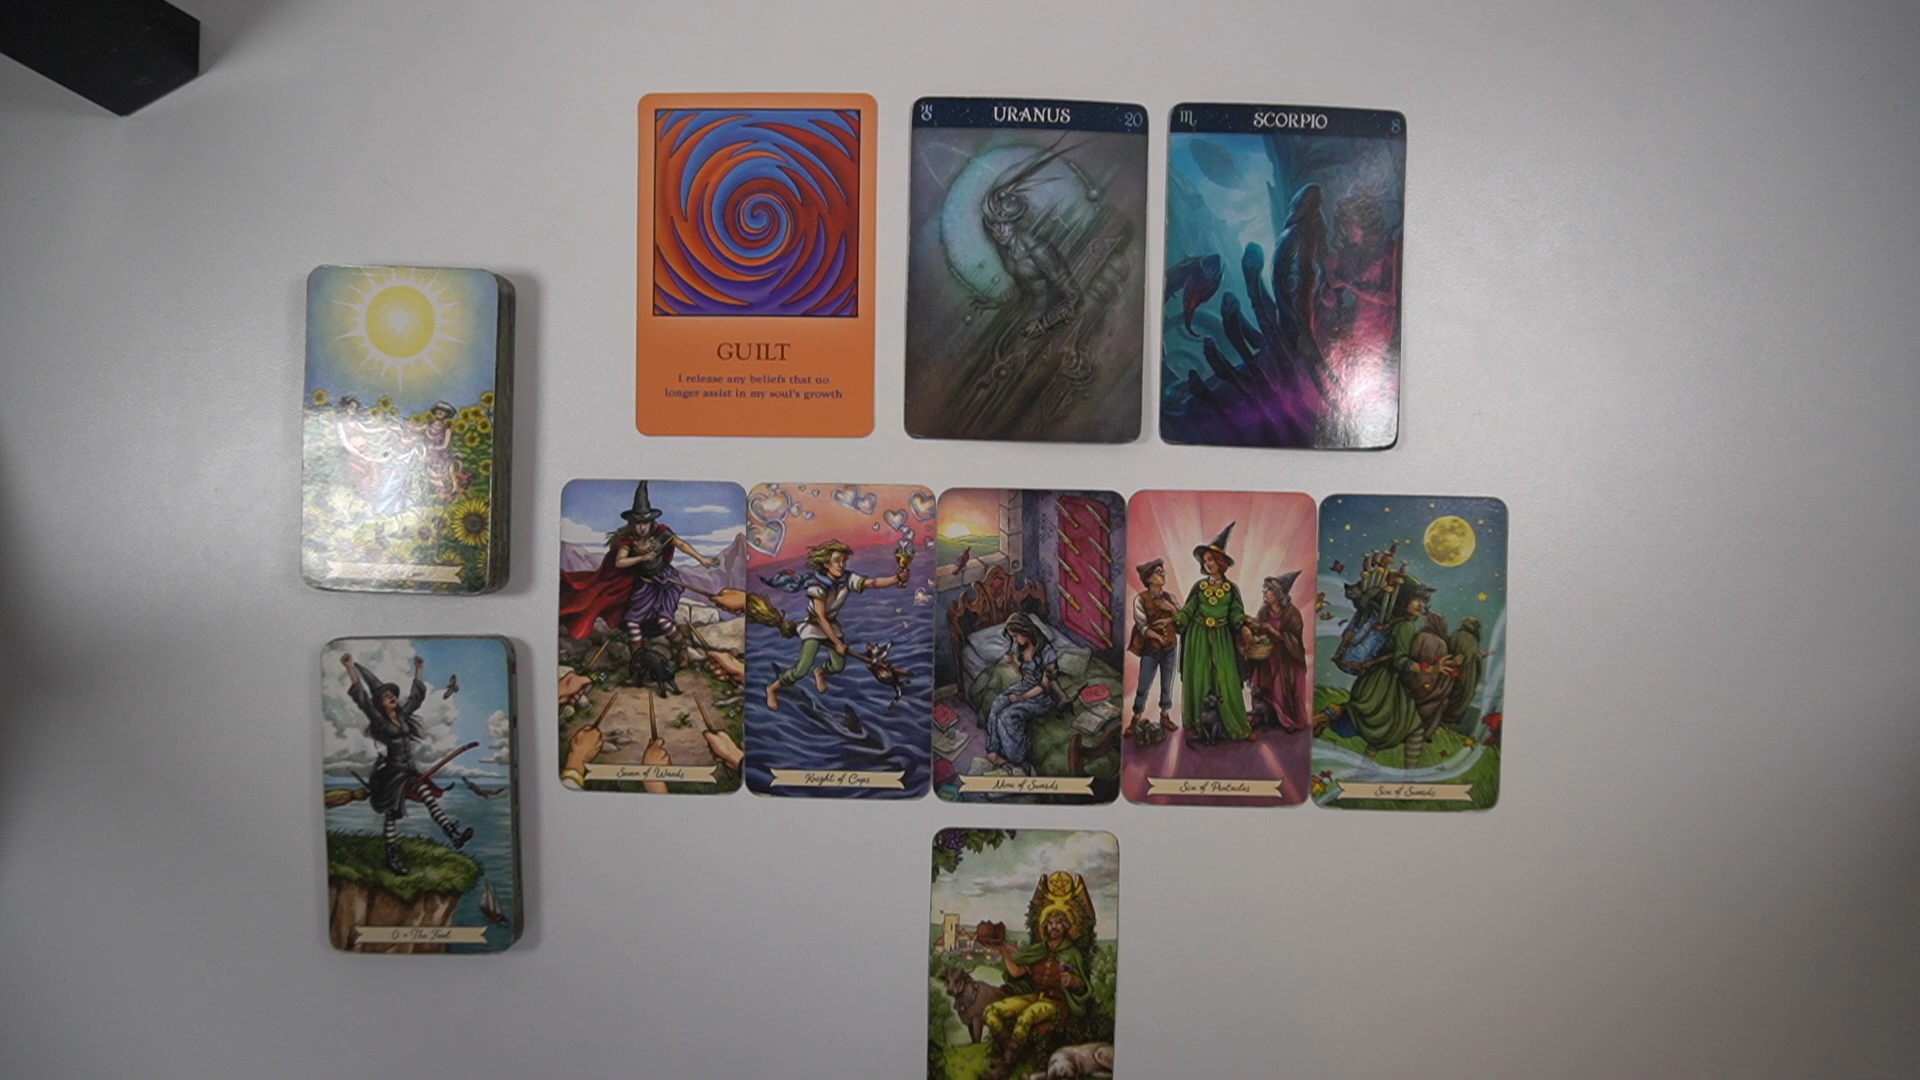 GUILT
I release any beliefs that no
longer assist in my soul's growth
♅ URANUS 20
♏ SCORPIO 8
Seven of Wands
Knight of Cups
Nine of Swords
Six of Pentacles
Six of Swords
0 • The Fool